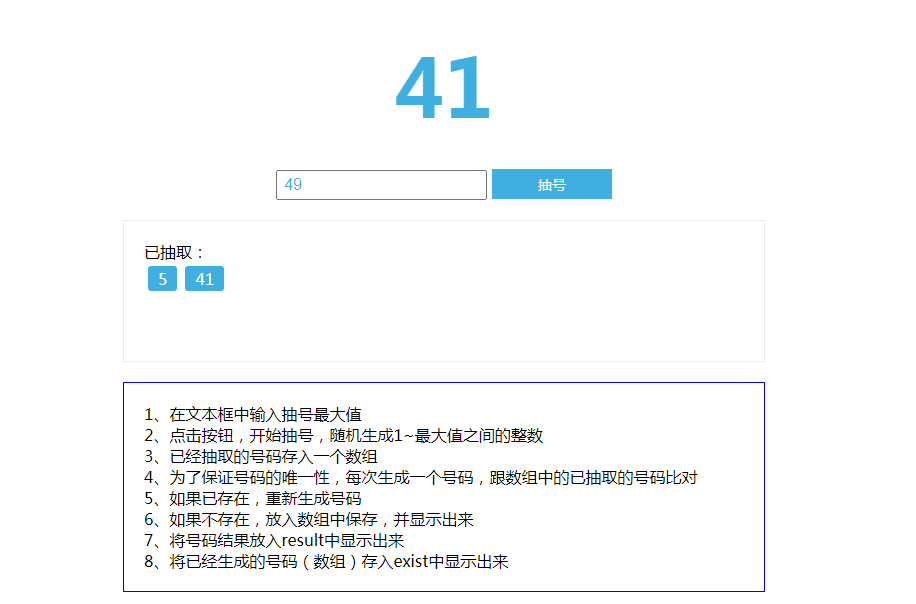 41
49 抽号
已抽取：
5 41
1、在文本框中输入抽号最大值
2、点击按钮，开始抽号，随机生成1~最大值之间的整数
3、已经抽取的号码存入一个数组
4、为了保证号码的唯一性，每次生成一个号码，跟数组中的已抽取的号码比对
5、如果已存在，重新生成号码
6、如果不存在，放入数组中保存，并显示出来
7、将号码结果放入result中显示出来
8、将已经生成的号码（数组）存入exist中显示出来